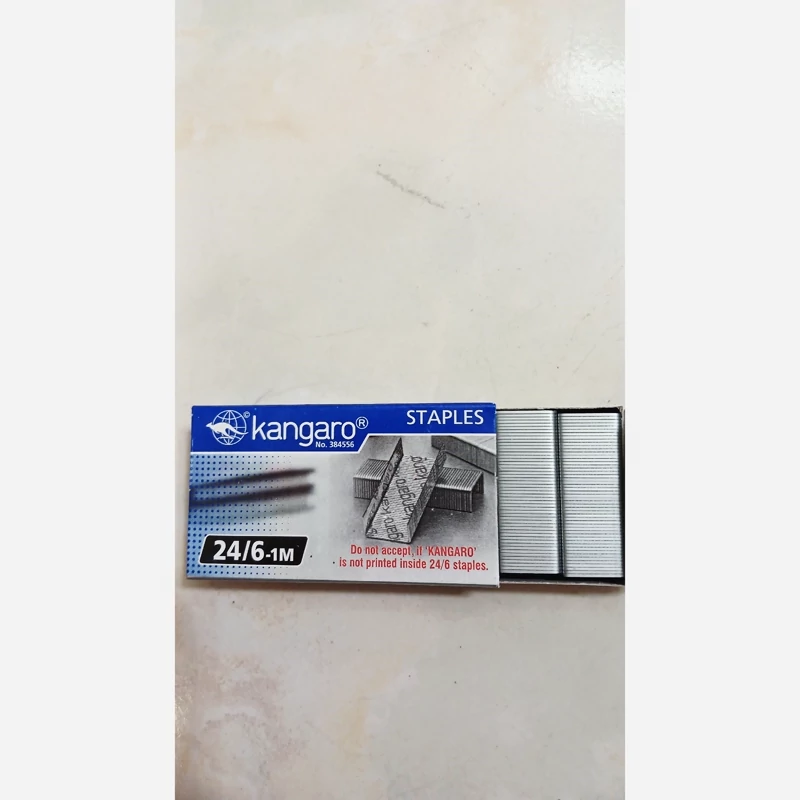 ©
kangaro®
No. 384556
STAPLES
24/6-1M
Do not accept, if 'KANGARO'
is not printed inside 24/6 staples.